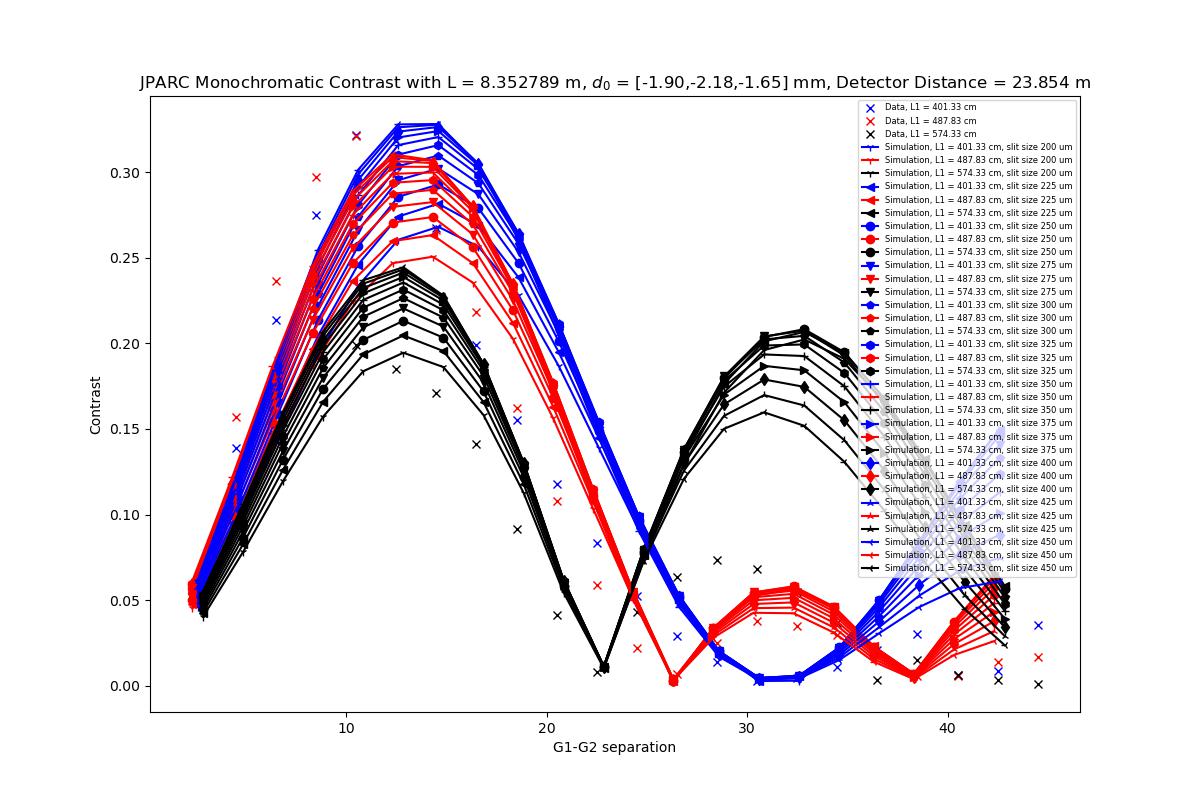 JPARC Monochromatic Contrast with L = 8.352789 m, d0 = [-1.90,-2.18,-1.65] mm, Detector Distance = 23.854 m
Data, L1 = 401.33 cm
Data, L1 = 487.83 cm
Data, L1 = 574.33 cm
Simulation, L1 = 401.33 cm, slit size 200 um
Simulation, L1 = 487.83 cm, slit size 200 um
Simulation, L1 = 574.33 cm, slit size 200 um
Simulation, L1 = 401.33 cm, slit size 225 um
Simulation, L1 = 487.83 cm, slit size 225 um
Simulation, L1 = 574.33 cm, slit size 225 um
Simulation, L1 = 401.33 cm, slit size 250 um
Simulation, L1 = 487.83 cm, slit size 250 um
Simulation, L1 = 574.33 cm, slit size 250 um
Simulation, L1 = 401.33 cm, slit size 275 um
Simulation, L1 = 487.83 cm, slit size 275 um
Simulation, L1 = 574.33 cm, slit size 275 um
Simulation, L1 = 401.33 cm, slit size 300 um
Simulation, L1 = 487.83 cm, slit size 300 um
Simulation, L1 = 574.33 cm, slit size 300 um
Simulation, L1 = 401.33 cm, slit size 325 um
Simulation, L1 = 487.83 cm, slit size 325 um
Simulation, L1 = 574.33 cm, slit size 325 um
Simulation, L1 = 401.33 cm, slit size 350 um
Simulation, L1 = 487.83 cm, slit size 350 um
Simulation, L1 = 574.33 cm, slit size 350 um
Simulation, L1 = 401.33 cm, slit size 375 um
Simulation, L1 = 487.83 cm, slit size 375 um
Simulation, L1 = 574.33 cm, slit size 375 um
Simulation, L1 = 401.33 cm, slit size 400 um
Simulation, L1 = 487.83 cm, slit size 400 um
Simulation, L1 = 574.33 cm, slit size 400 um
Simulation, L1 = 401.33 cm, slit size 425 um
Simulation, L1 = 487.83 cm, slit size 425 um
Simulation, L1 = 574.33 cm, slit size 425 um
Simulation, L1 = 401.33 cm, slit size 450 um
Simulation, L1 = 487.83 cm, slit size 450 um
Simulation, L1 = 574.33 cm, slit size 450 um
Contrast
0.30
0.25
0.20
0.15
0.10
0.05
0.00
10 20 30 40
G1-G2 separation